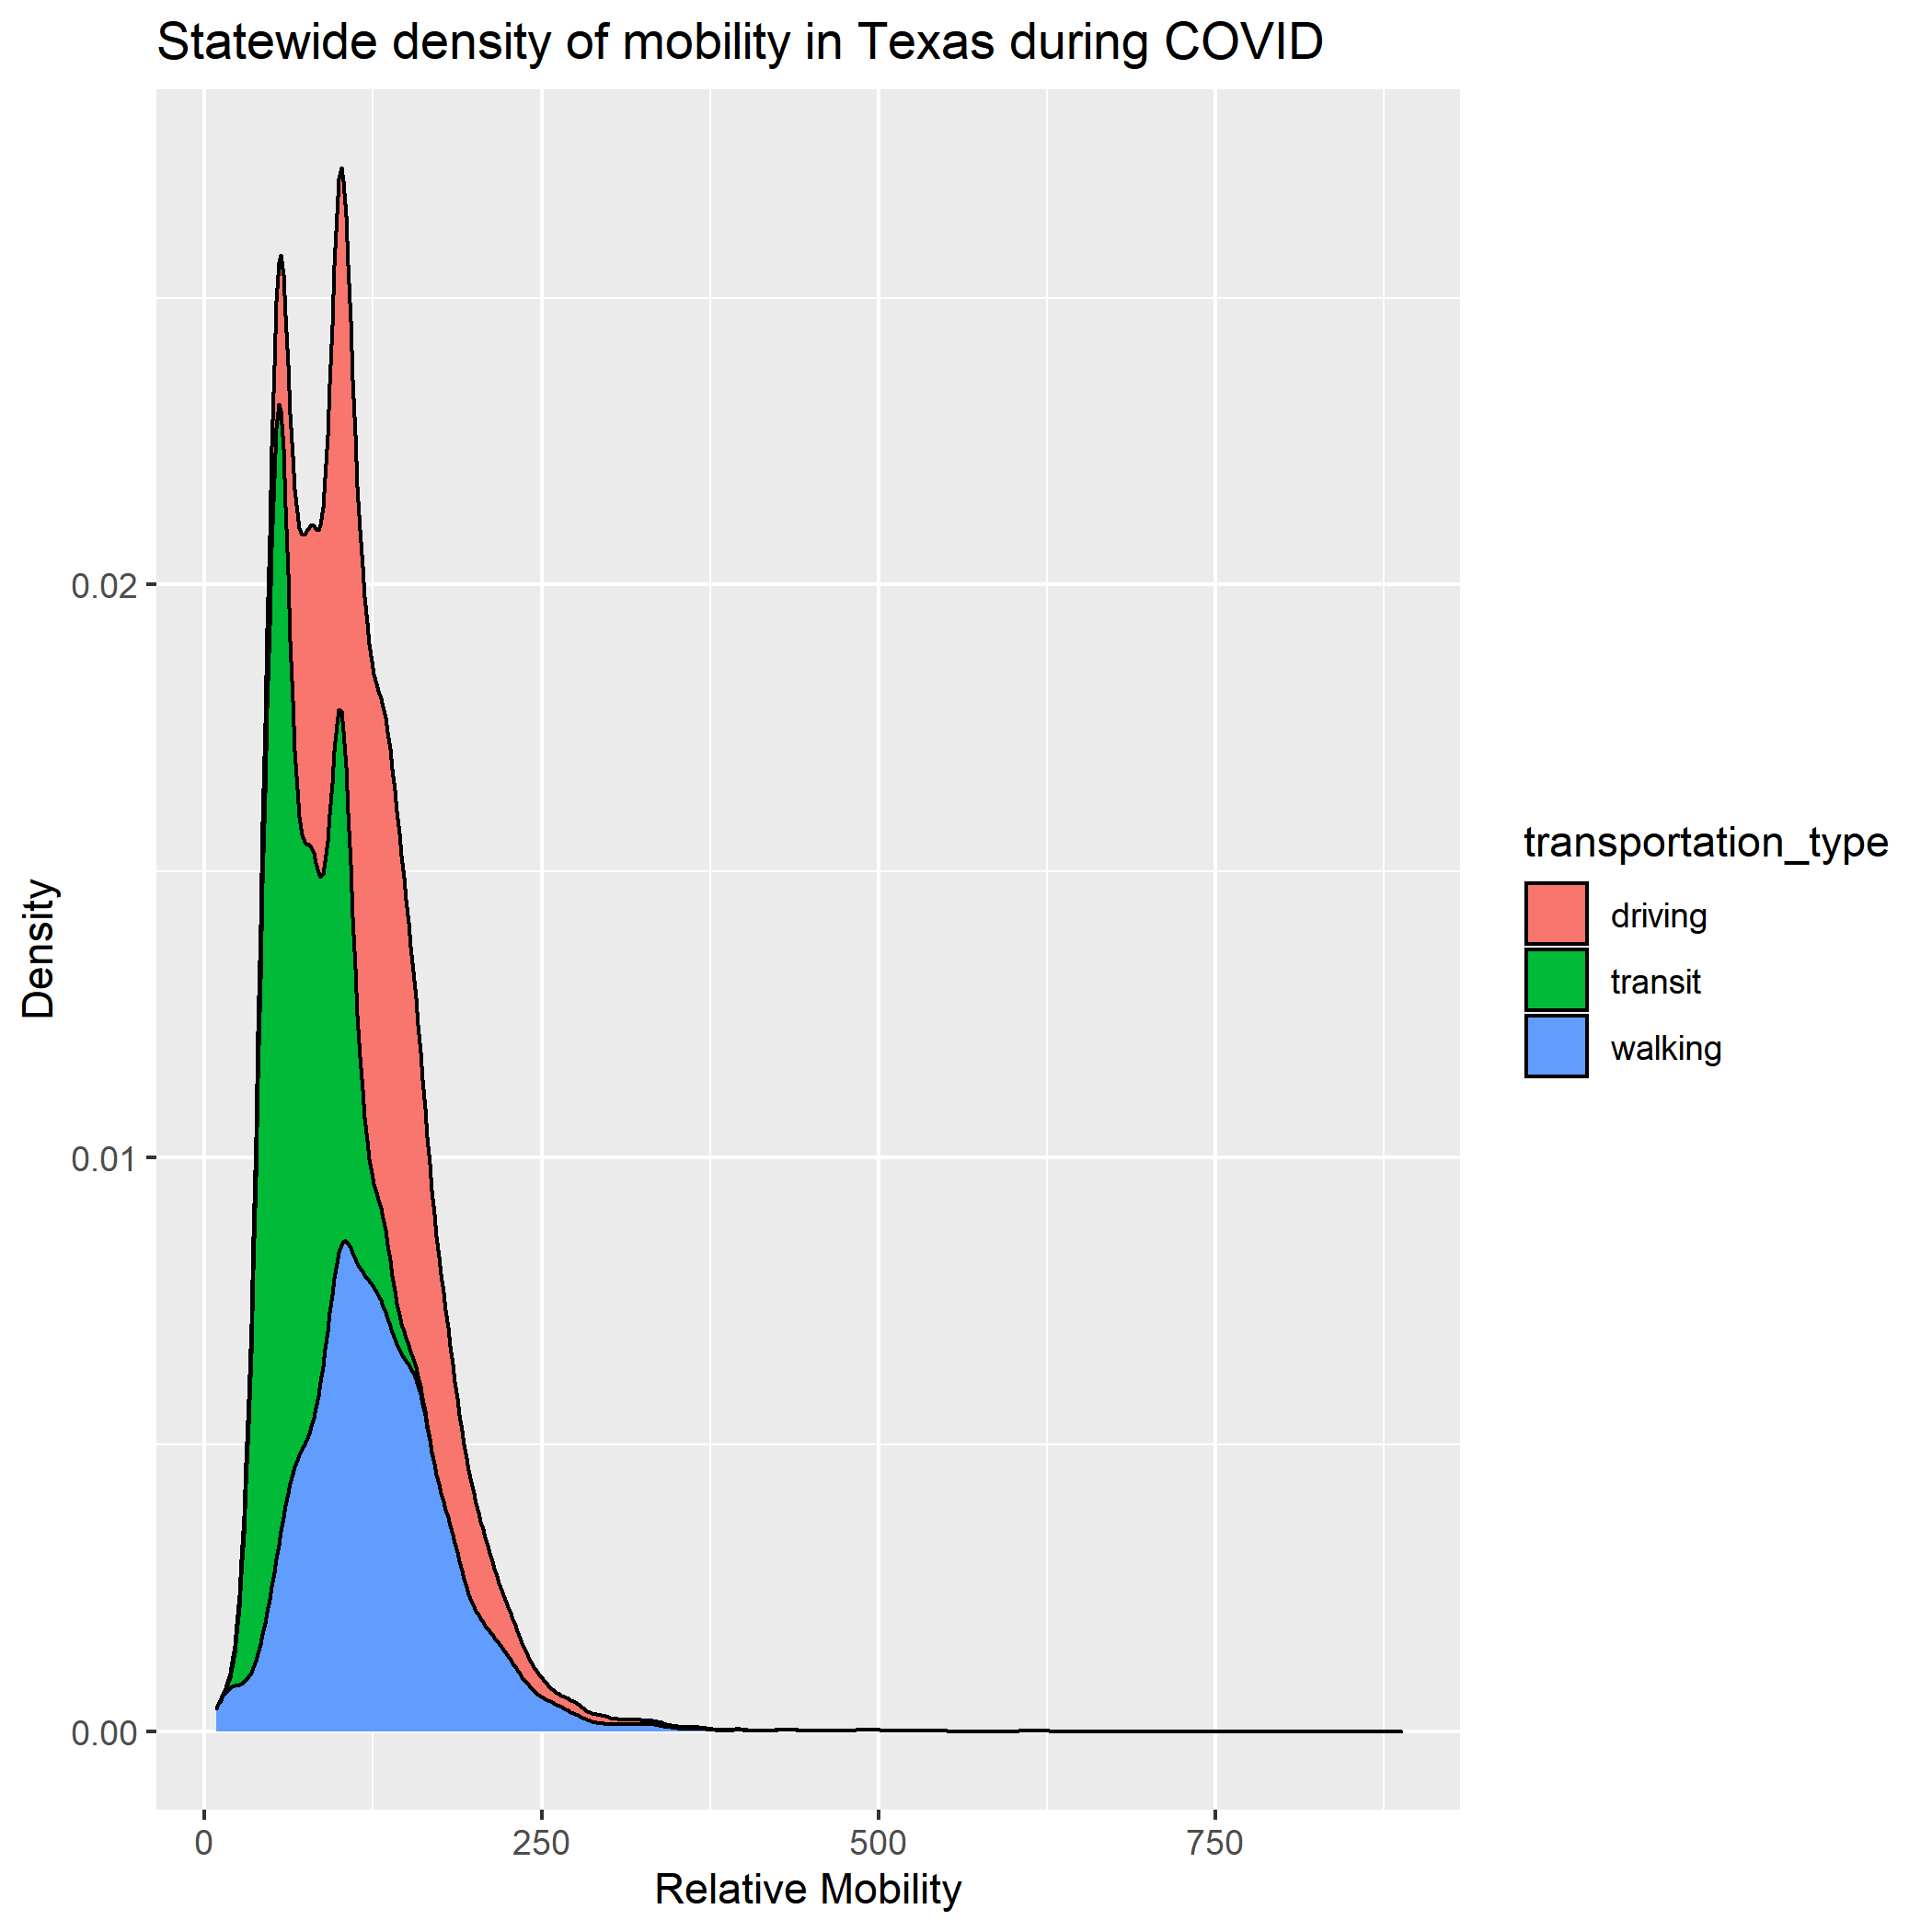 Statewide density of mobility in Texas during COVID
Density
0.02
0.01
0.00
0
250
500
750
Relative Mobility
transportation_type
driving
transit
walking